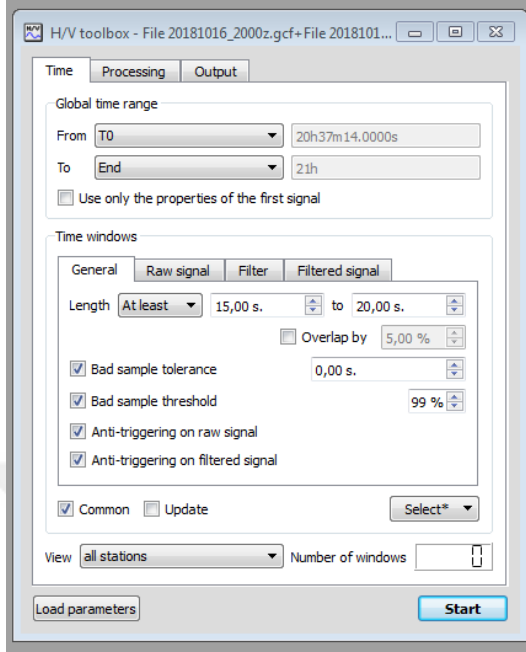 H/V toolbox - File 20181016_2000z.gcf+File 2018101...
Time Processing Output
Global time range
From T0 20h37m14.0000s
To End 21h
Use only the properties of the first signal
Time windows
General Raw signal Filter Filtered signal
Length At least 15,00 s. to 20,00 s.
Overlap by 5,00 %
Bad sample tolerance 0,00 s.
Bad sample threshold 99 %
Anti-triggering on raw signal
Anti-triggering on filtered signal
Common Update Select*
View all stations Number of windows 0
Load parameters Start